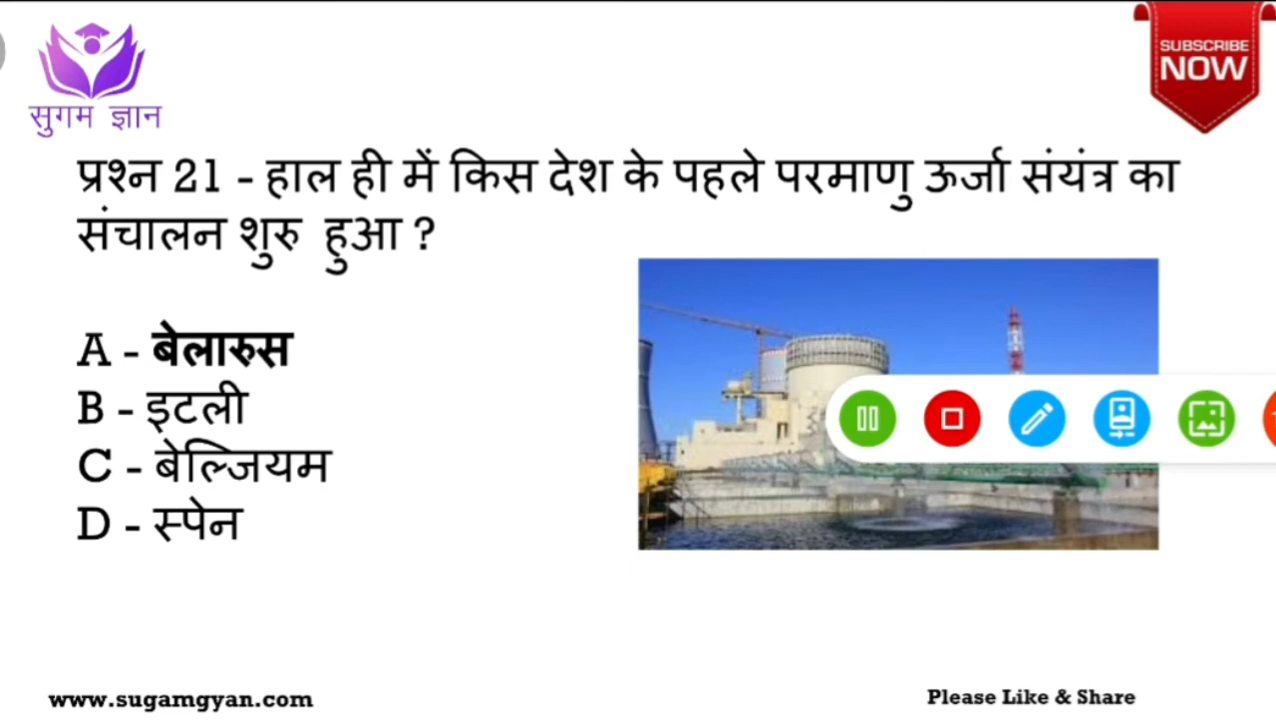 सुगम ज्ञान
SUBSCRIBE
NOW
प्रश्न 21 - हाल ही में किस देश के पहले परमाणु ऊर्जा संयंत्र का
संचालन शुरु हुआ ?
A - बेलारुस
B - इटली
C - बेल्जियम
D - स्पेन
www.sugamgyan.com
Please Like & Share